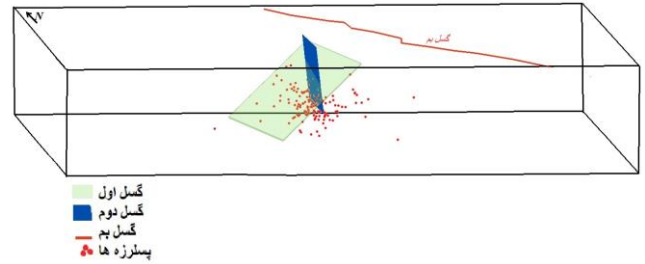 N
گسل بم
گسل اول
گسل دوم
گسل بم
پسلرزه ها